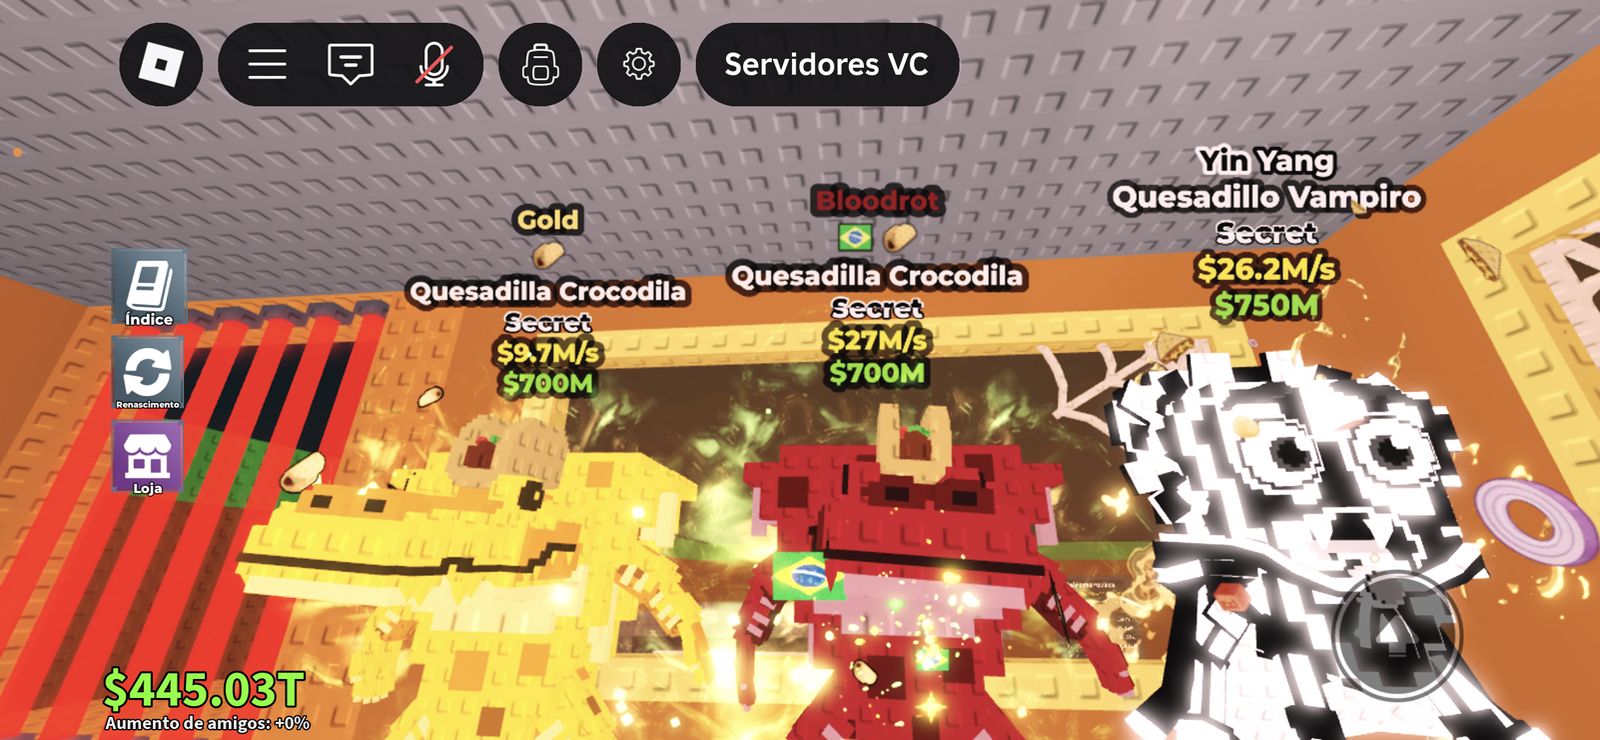 Servidores VC
Yin Yang
Quesadillo Vampiro
Secret
$26.2M/s
$750M
Bloodrot
Quesadilla Crocodila
Secret
$27M/s
$700M
Gold
Quesadilla Crocodila
Secret
$9.7M/s
$700M
Índice
Renascimento
Loja
$445.03T
Aumento de amigos: +0%